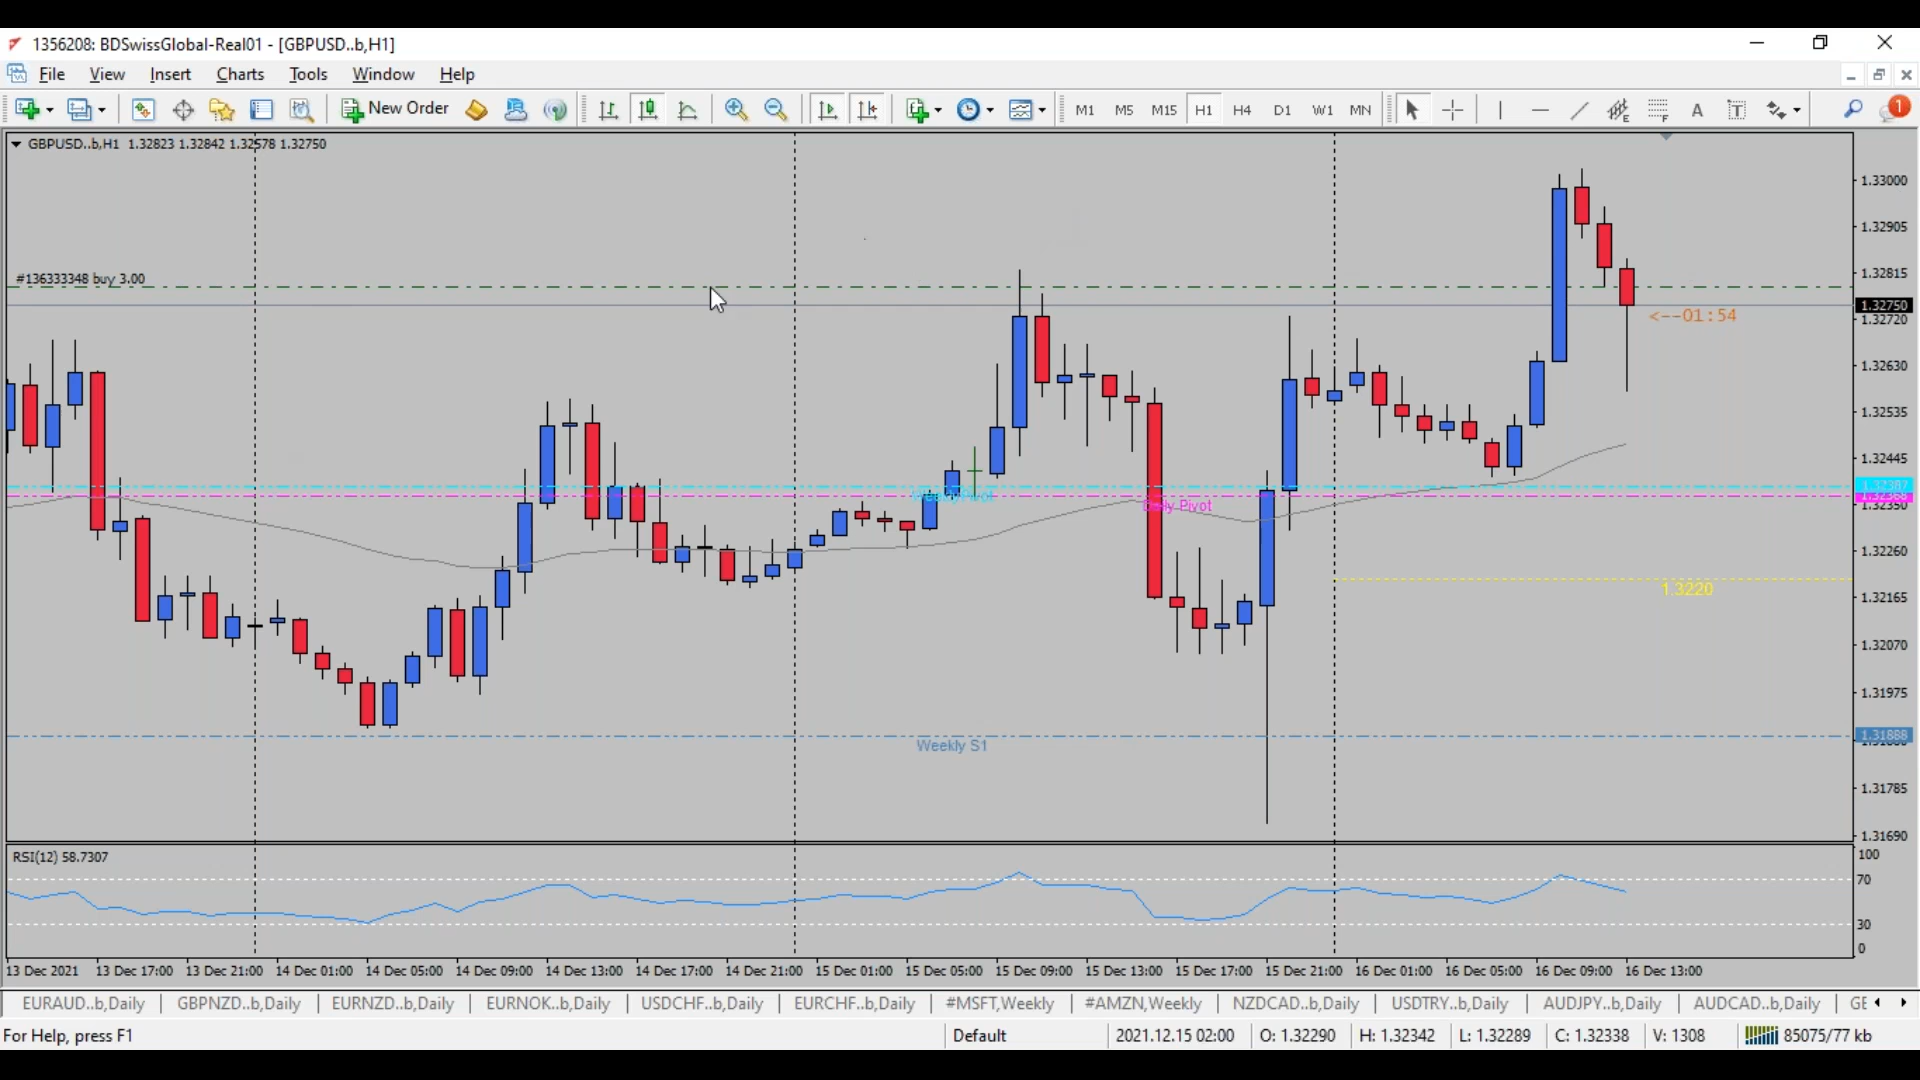 1356208: BDSwissGlobal-Real01 - [GBPUSD..b,H1]
File View Insert Charts Tools Window Help
New Order M1 M5 M15 H1 H4 D1 W1 MN E F A T 1
GBPUSD..b,H1 1.32823 1.32842 1.32578 1.32750
1.33000
1.32905
1.32815
#136333348 buy 3.00
1.32750
<--01:54
1.32720
1.32630
1.32535
1.32445
1.32387
Weekly Pivot
1.32368
Daily Pivot
1.32350
1.32260
1.3220
1.32165
1.32070
1.31975
1.31888
Weekly S1
1.31785
1.31690
RSI(12) 58.7307
100
70
30
0
13 Dec 2021 13 Dec 17:00 13 Dec 21:00 14 Dec 01:00 14 Dec 05:00 14 Dec 09:00 14 Dec 13:00 14 Dec 17:00 14 Dec 21:00 15 Dec 01:00 15 Dec 05:00 15 Dec 09:00 15 Dec 13:00 15 Dec 17:00 15 Dec 21:00 16 Dec 01:00 16 Dec 05:00 16 Dec 09:00 16 Dec 13:00
EURAUD..b,Daily GBPNZD..b,Daily EURNZD..b,Daily EURNOK..b,Daily USDCHF..b,Daily EURCHF..b,Daily #MSFT,Weekly #AMZN,Weekly NZDCAD..b,Daily USDTRY..b,Daily AUDJPY..b,Daily AUDCAD..b,Daily GE
For Help, press F1 Default 2021.12.15 02:00 O: 1.32290 H: 1.32342 L: 1.32289 C: 1.32338 V: 1308 85075/77 kb